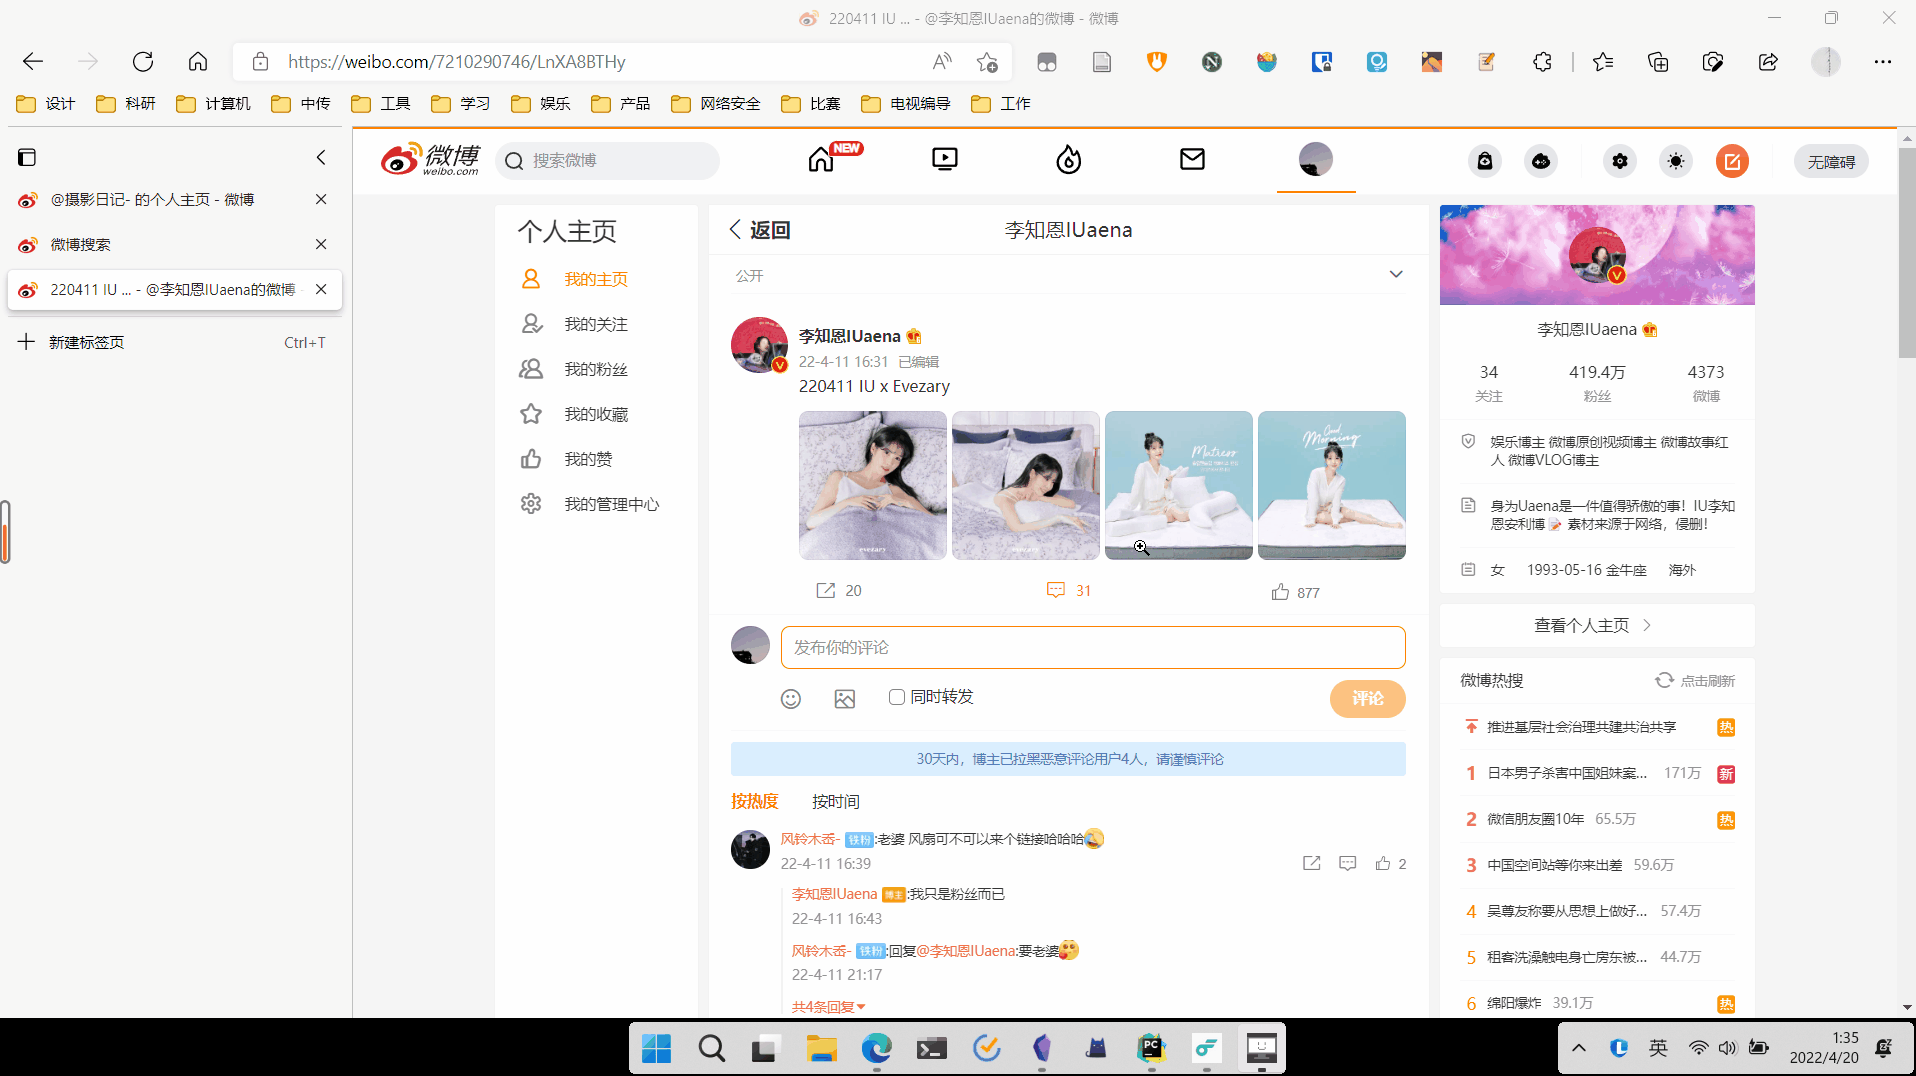 220411 IU ... - @李知恩IUaena的微博 - 微博
https://weibo.com/7210290746/LnXA8BTHy
设计 科研 计算机 中传 工具 学习 娱乐 产品 网络安全 比赛 电视编导 工作
@摄影日记- 的个人主页 - 微博
微博搜索
220411 IU ... - @李知恩IUaena的微博
新建标签页 Ctrl+T
微博
weibo.com
搜索微博
NEW
无障碍
个人主页
我的主页
我的关注
我的粉丝
我的收藏
我的赞
我的管理中心
返回
李知恩IUaena
公开
李知恩IUaena
22-4-11 16:31 已编辑
220411 IU x Evezary
evezary
evezary
Matress
Good Morning
20
31
877
发布你的评论
同时转发
评论
30天内，博主已拉黑恶意评论用户4人，请谨慎评论
按热度 按时间
风铃木岙- 铁粉:老婆 风扇可不可以来个链接哈哈哈
22-4-11 16:39
2
李知恩IUaena 博主:我只是粉丝而已
22-4-11 16:43
风铃木岙- 铁粉:回复@李知恩IUaena:要老婆
22-4-11 21:17
共4条回复
李知恩IUaena
34 419.4万 4373
关注 粉丝 微博
娱乐博主 微博原创视频博主 微博故事红
人 微博VLOG博主
身为Uaena是一件值得骄傲的事！IU李知
恩安利博 素材来源于网络，侵删！
女 1993-05-16 金牛座 海外
查看个人主页
微博热搜 点击刷新
推进基层社会治理共建共治共享 热
1 日本男子杀害中国姐妹案... 171万 新
2 微信朋友圈10年 65.5万 热
3 中国空间站等你来出差 59.6万
4 吴尊友称要从思想上做好... 57.4万
5 租客洗澡触电身亡房东被... 44.7万
6 绵阳爆炸 39.1万 热
PC
英
1:35
2022/4/20